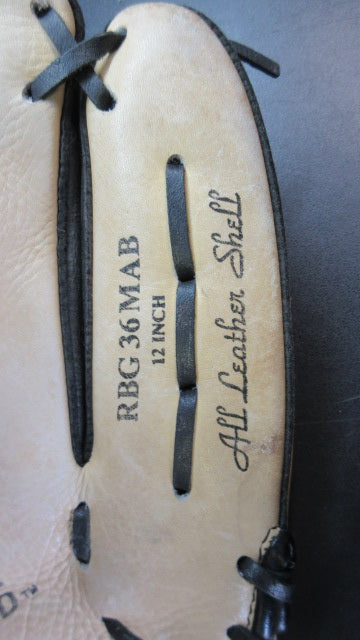 RBG 36 MAB
12 INCH
All Leather Shell